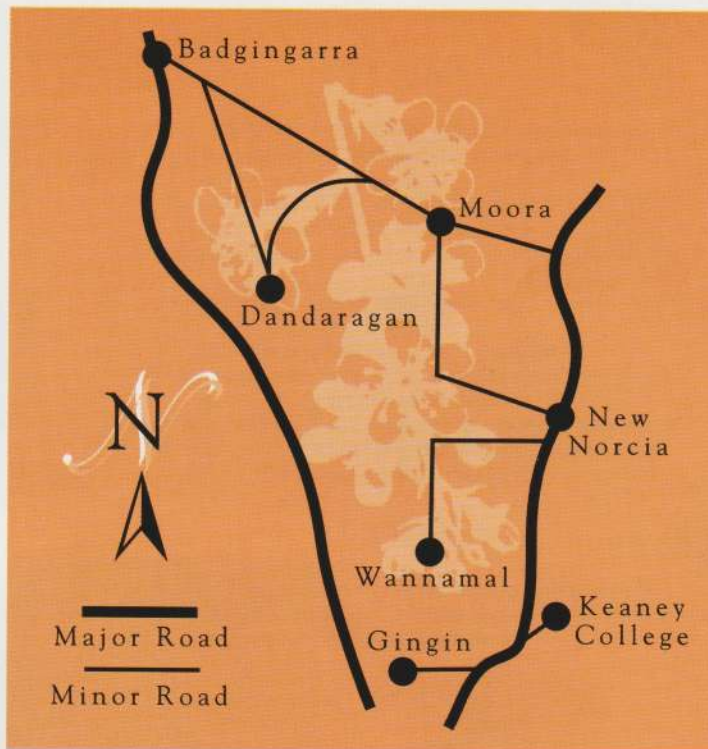 Badgingarra
Moora
Dandaragan
N
New
Norcia
Wannamal
Keaney
College
Gingin
Major Road
Minor Road